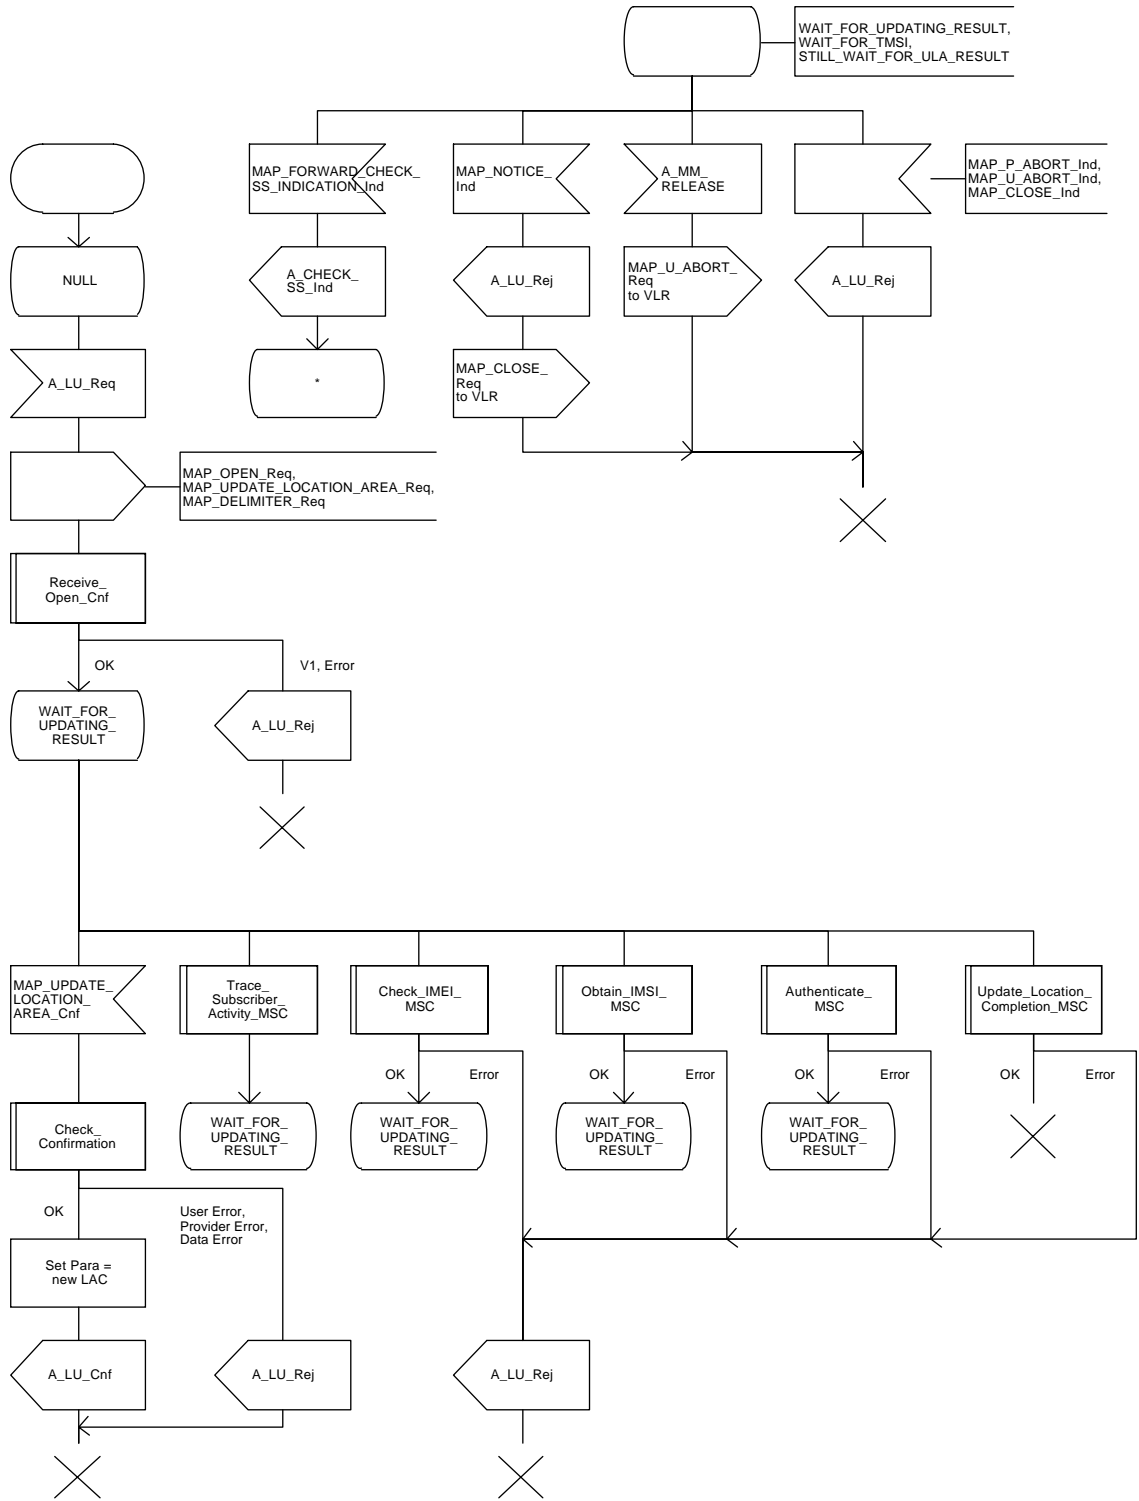 WAIT_FOR_UPDATING_RESULT,
WAIT_FOR_TMSI,
STILL_WAIT_FOR_ULA_RESULT
MAP_FORWARD_CHECK_
SS_INDICATION_Ind
MAP_NOTICE_
Ind
A_MM_
RELEASE
MAP_P_ABORT_Ind,
MAP_U_ABORT_Ind,
MAP_CLOSE_Ind
NULL
A_CHECK_
SS_Ind
A_LU_Rej
MAP_U_ABORT_
Req
to VLR
A_LU_Rej
A_LU_Req
*
MAP_CLOSE_
Req
to VLR
MAP_OPEN_Req,
MAP_UPDATE_LOCATION_AREA_Req,
MAP_DELIMITER_Req
Receive_
Open_Cnf
OK
V1, Error
WAIT_FOR_
UPDATING_
RESULT
A_LU_Rej
MAP_UPDATE_
LOCATION_
AREA_Cnf
Trace_
Subscriber_
Activity_MSC
Check_IMEI_
MSC
Obtain_IMSI_
MSC
Authenticate_
MSC
Update_Location_
Completion_MSC
OK
Error
OK
Error
OK
Error
OK
Error
Check_
Confirmation
WAIT_FOR_
UPDATING_
RESULT
WAIT_FOR_
UPDATING_
RESULT
WAIT_FOR_
UPDATING_
RESULT
WAIT_FOR_
UPDATING_
RESULT
OK
User Error,
Provider Error,
Data Error
Set Para =
new LAC
A_LU_Cnf
A_LU_Rej
A_LU_Rej